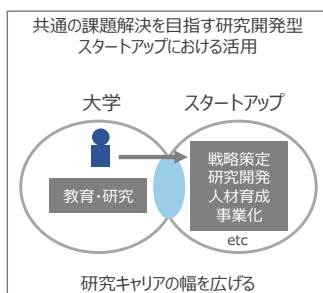 共通の課題解決を目指す研究開発型
スタートアップにおける活用
大学
スタートアップ
教育・研究
戦略策定
研究開発
人材育成
事業化
etc
研究キャリアの幅を広げる